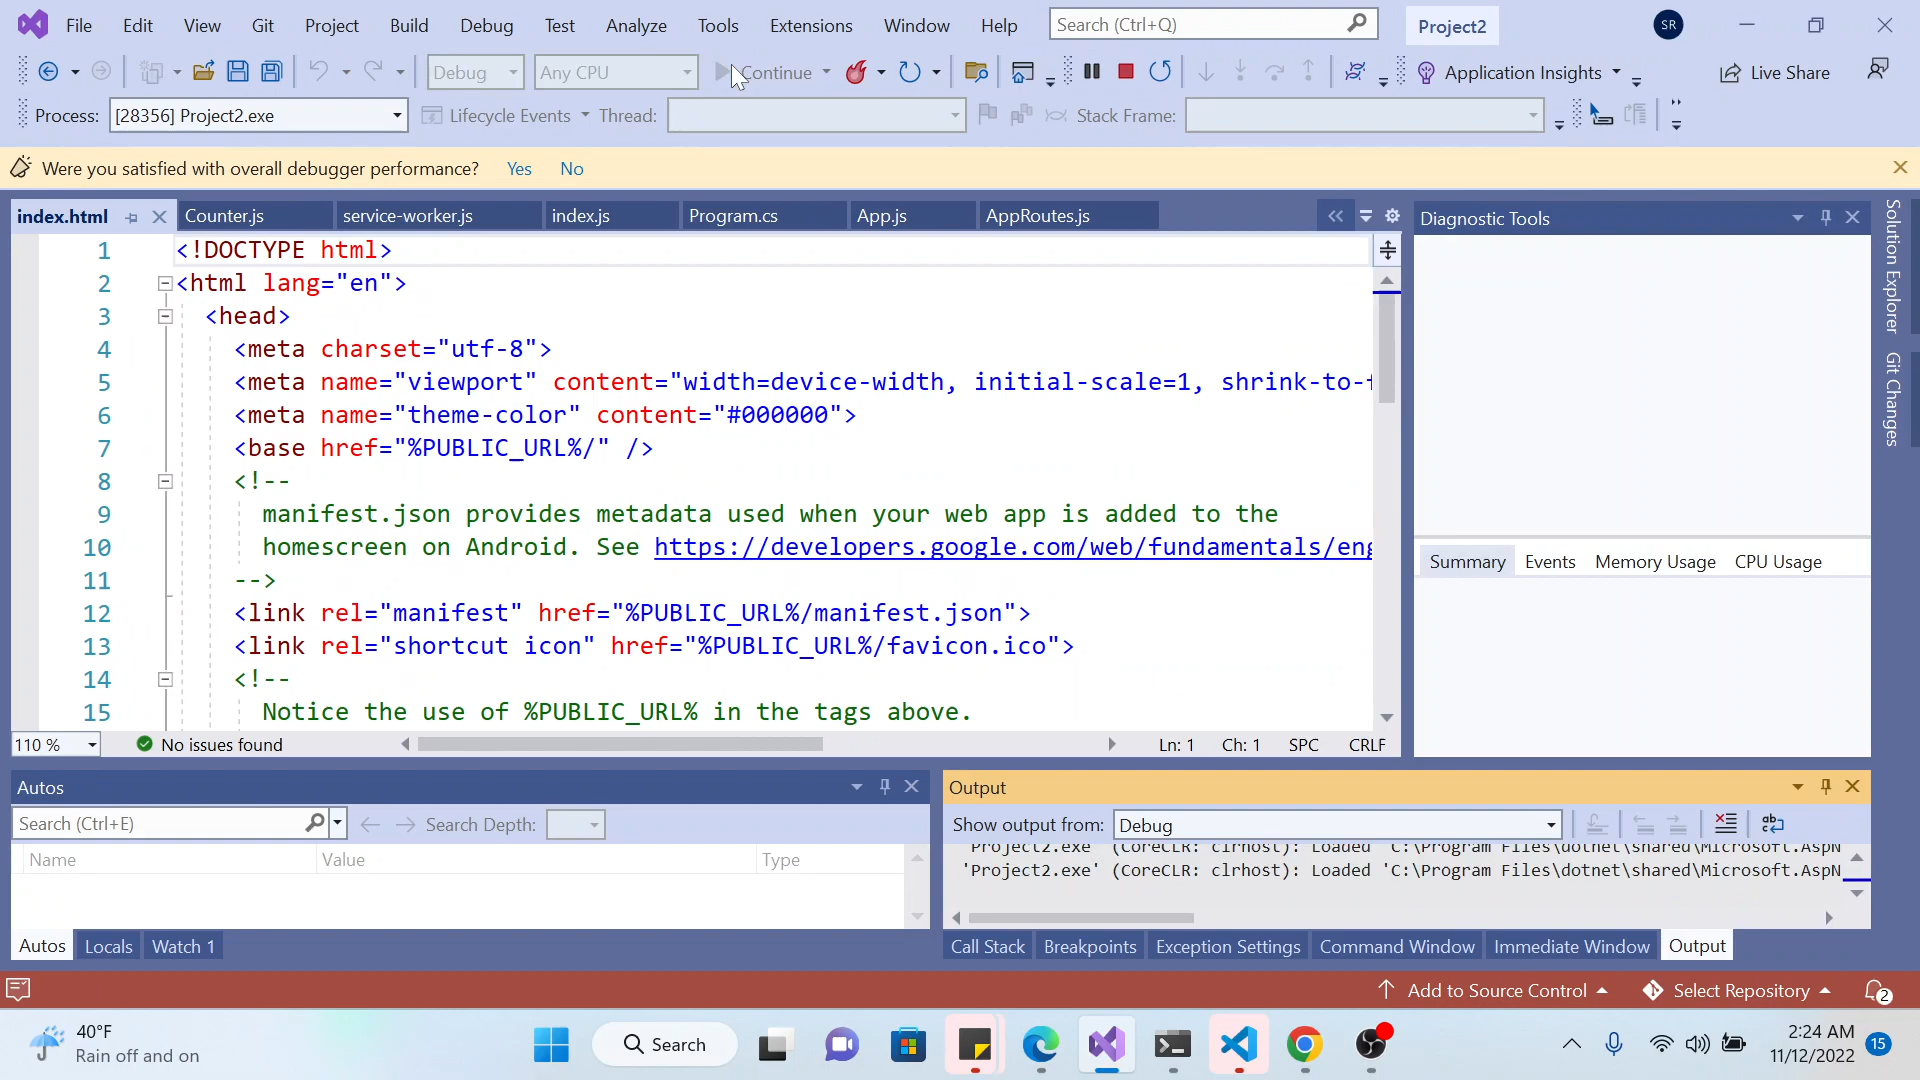 File Edit View Git Project Build Debug Test Analyze Tools Extensions Window Help Search (Ctrl+Q) Project2 SR
Debug Any CPU Continue Application Insights Live Share
Process: [28356] Project2.exe Lifecycle Events Thread: Stack Frame:
Were you satisfied with overall debugger performance? Yes No
index.html Counter.js service-worker.js index.js Program.cs App.js AppRoutes.js
1 <!DOCTYPE html>
2 <html lang="en">
3 <head>
4 <meta charset="utf-8">
5 <meta name="viewport" content="width=device-width, initial-scale=1, shrink-to-f
6 <meta name="theme-color" content="#000000">
7 <base href="%PUBLIC_URL%/" />
8 <!--
9 manifest.json provides metadata used when your web app is added to the
10 homescreen on Android. See https://developers.google.com/web/fundamentals/eng
11 -->
12 <link rel="manifest" href="%PUBLIC_URL%/manifest.json">
13 <link rel="shortcut icon" href="%PUBLIC_URL%/favicon.ico">
14 <!--
15 Notice the use of %PUBLIC_URL% in the tags above.
110 % No issues found Ln: 1 Ch: 1 SPC CRLF
Diagnostic Tools
Summary Events Memory Usage CPU Usage
Solution Explorer
Git Changes
Autos
Search (Ctrl+E) Search Depth:
Name Value Type
Autos Locals Watch 1
Output
Show output from: Debug
'Project2.exe' (CoreCLR: clrhost): Loaded 'C:\Program Files\dotnet\shared\Microsoft.AspN
'Project2.exe' (CoreCLR: clrhost): Loaded 'C:\Program Files\dotnet\shared\Microsoft.AspN
Call Stack Breakpoints Exception Settings Command Window Immediate Window Output
Add to Source Control Select Repository 2
40°F
Rain off and on
Search
2:24 AM
11/12/2022 15